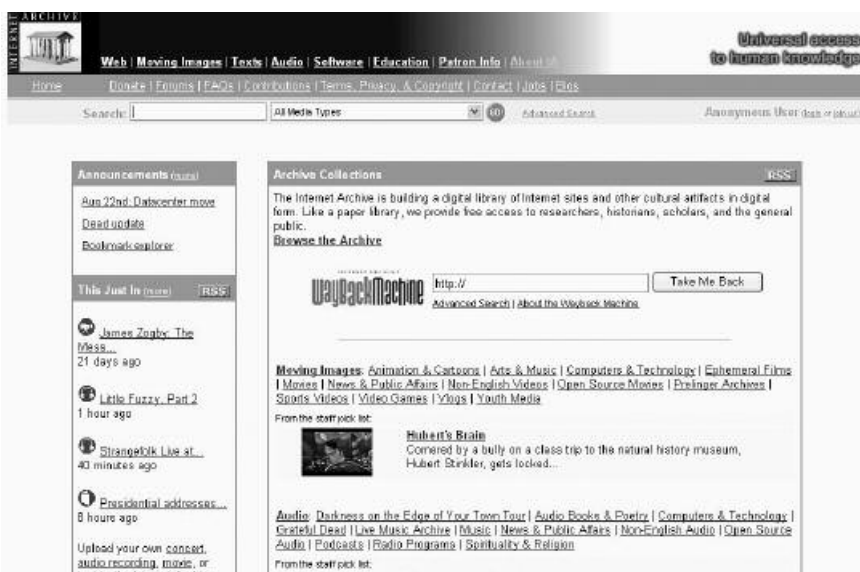 INTERNET ARCHIVE
Universal access
to human knowledge
Web | Moving Images | Texts | Audio | Software | Education | Patron Info | About IA
Home Donate | Forums | FAQs | Contributions | Terms, Privacy, & Copyright | Contact | Jobs | Bios
Search: All Media Types GO! Advanced Search Anonymous User (login or join us)
Announcements (more)
Aug 22nd: Datacenter move
Dead update
Bookmark explorer
This Just In (more) RSS
James Zogby: The
Mess...
21 days ago
Little Fuzzy, Part 2
1 hour ago
Strangefolk Live at...
40 minutes ago
Presidential addresses...
8 hours ago
Upload your own concert,
audio recording, movie, or
Archive Collections RSS
The Internet Archive is building a digital library of Internet sites and other cultural artifacts in digital
form. Like a paper library, we provide free access to researchers, historians, scholars, and the general
public.
Browse the Archive
INTERNET ARCHIVE
WayBackMachine http:// Take Me Back
Advanced Search | About the Wayback Machine
Moving Images: Animation & Cartoons | Arts & Music | Computers & Technology | Ephemeral Films
| Movies | News & Public Affairs | Non-English Videos | Open Source Movies | Prelinger Archives |
Sports Videos | Video Games | Vlogs | Youth Media
From the staff pick list:
Hubert's Brain
Cornered by a bully on a class trip to the natural history museum,
Hubert Stinkler, gets locked...
Audio: Darkness on the Edge of Your Town Tour | Audio Books & Poetry | Computers & Technology |
Grateful Dead | Live Music Archive | Music | News & Public Affairs | Non-English Audio | Open Source
Audio | Podcasts | Radio Programs | Spirituality & Religion
From the staff pick list: